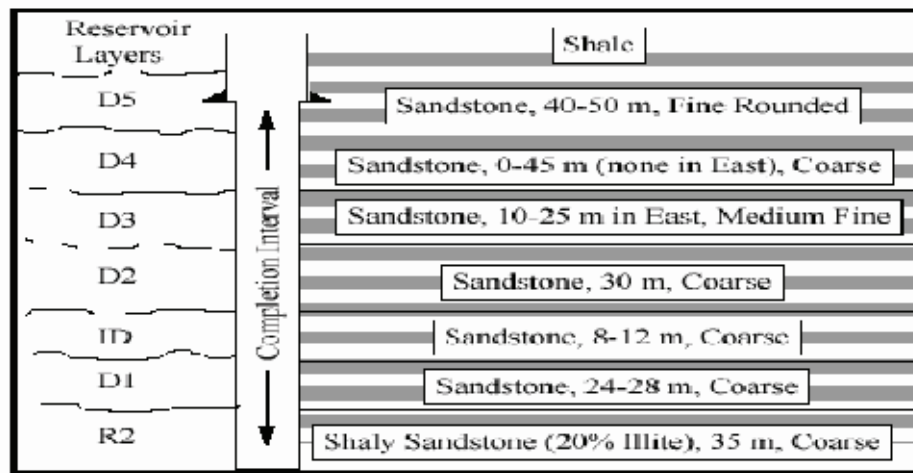 Reservoir
Layers
Shale
D5
Sandstone, 40-50 m, Fine Rounded
D4
Sandstone, 0-45 m (none in East), Coarse
D3
Sandstone, 10-25 m in East, Medium Fine
D2
Sandstone, 30 m, Coarse
ID
Sandstone, 8-12 m, Coarse
D1
Sandstone, 24-28 m, Coarse
R2
Shaly Sandstone (20% Illite), 35 m, Coarse
Completion Interval